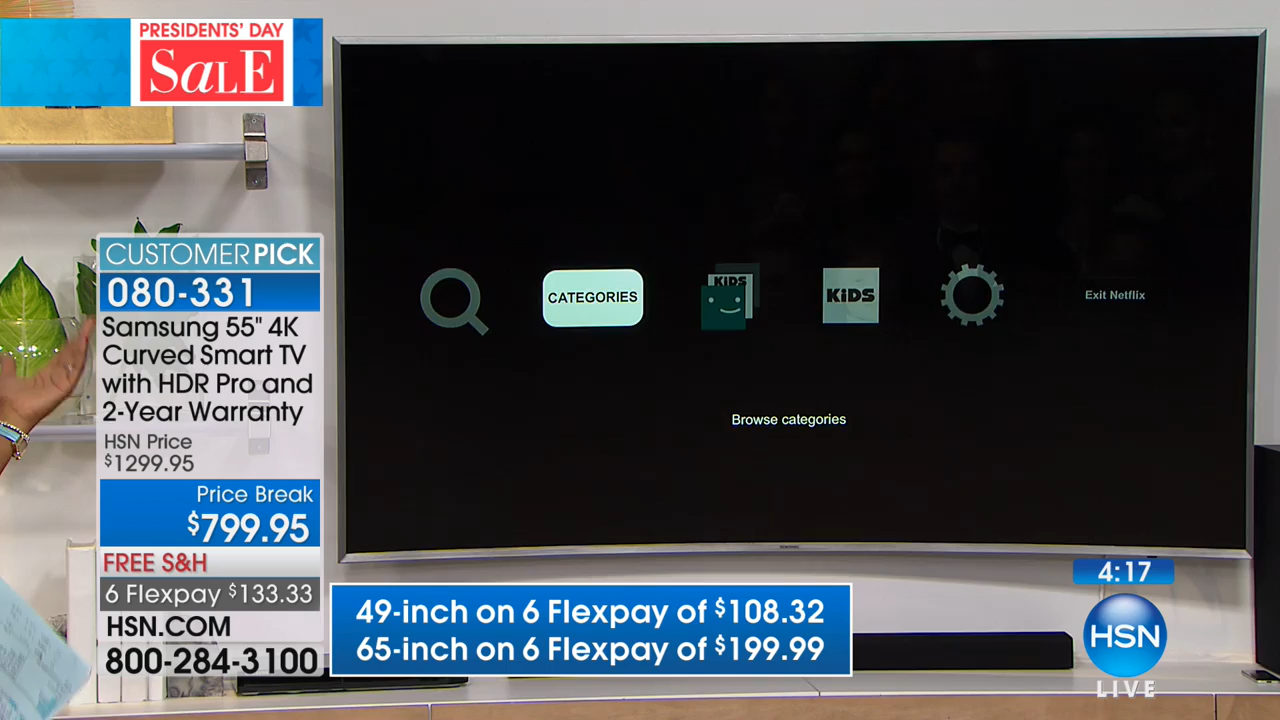 PRESIDENTS' DAY
SALE
CUSTOMER PICK
080-331
Samsung 55" 4K
Curved Smart TV
with HDR Pro and
2-Year Warranty
HSN Price
$1299.95
Price Break
$799.95
FREE S&H
6 Flexpay $133.33
HSN.COM
800-284-3100
KIDS
CATEGORIES
KIDS
Exit Netflix
Browse categories
49-inch on 6 Flexpay of $108.32
65-inch on 6 Flexpay of $199.99
4:17
HSN
LIVE